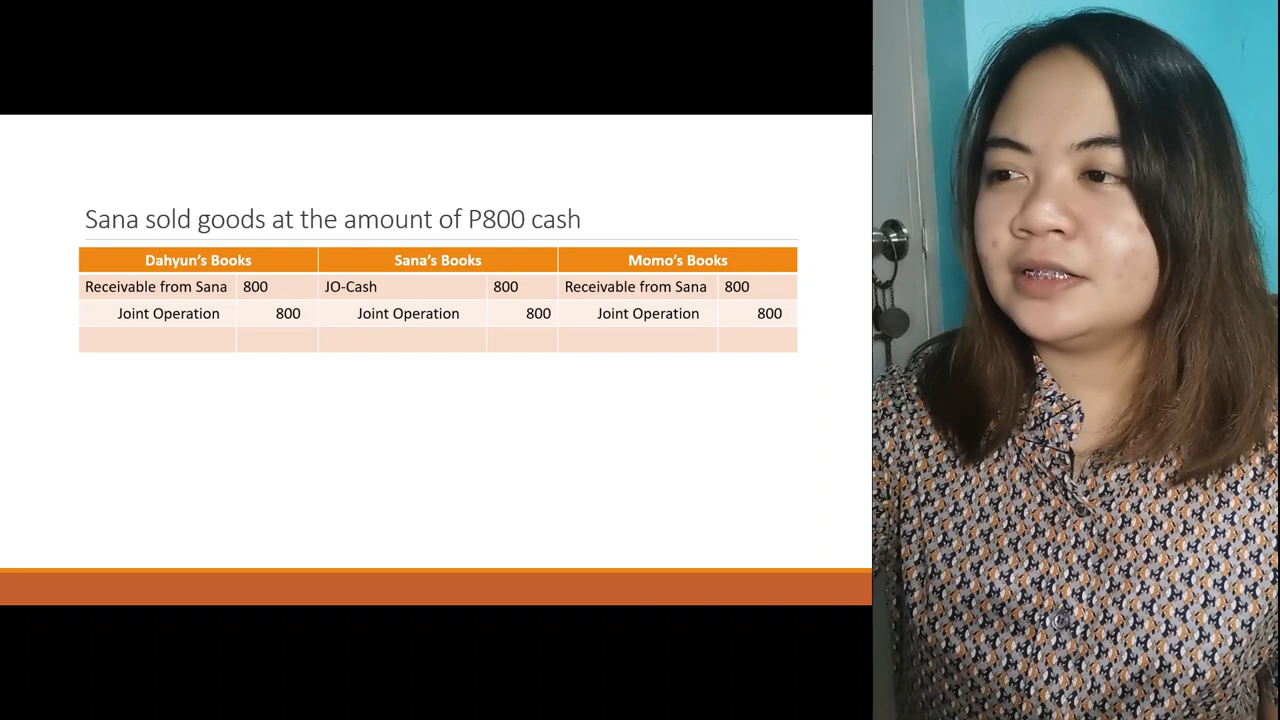 Sana sold goods at the amount of P800 cash
Dahyun's Books Sana's Books Momo's Books
Receivable from Sana 800 JO-Cash 800 Receivable from Sana 800
Joint Operation 800 Joint Operation 800 Joint Operation 800